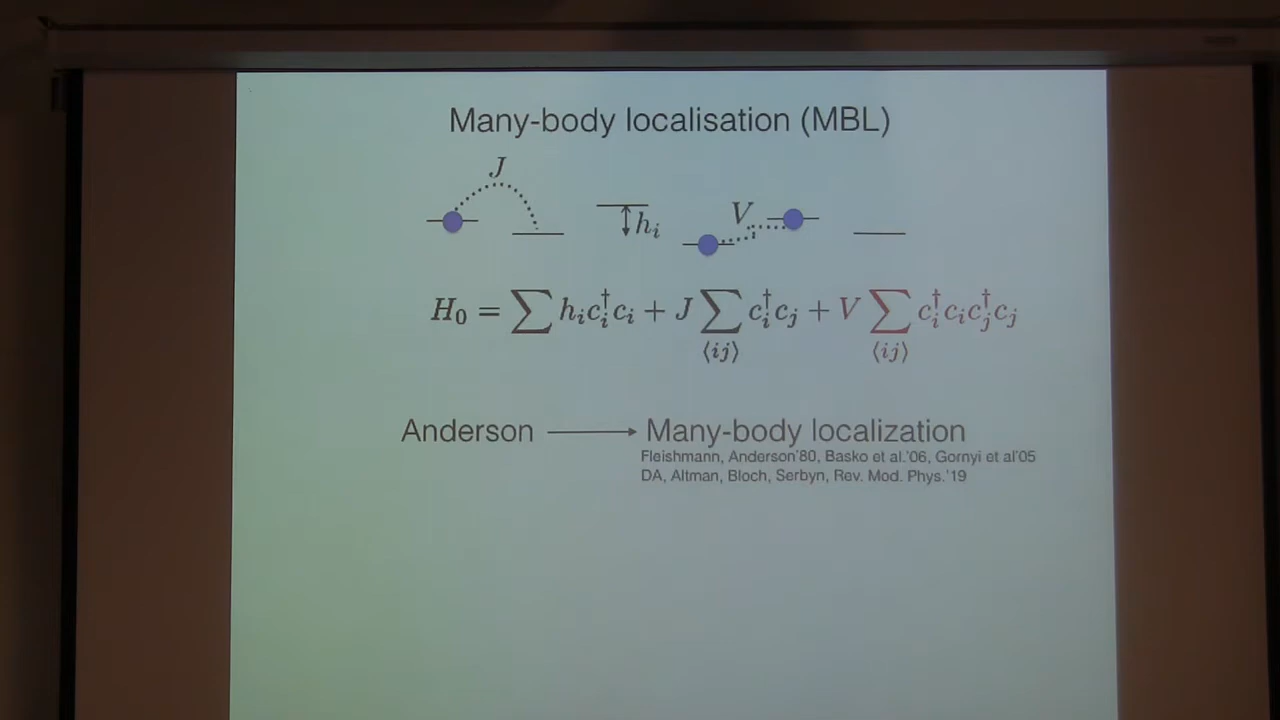 Many-body localisation (MBL)
J
h_i
V
H_0 = ∑ h_i c_i^† c_i + J ∑_{⟨ij⟩} c_i^† c_j + V ∑_{⟨ij⟩} c_i^† c_i c_j^† c_j
Anderson → Many-body localization
Fleishmann, Anderson'80, Basko et al.'06, Gornyi et al'05
DA, Altman, Bloch, Serbyn, Rev. Mod. Phys.'19